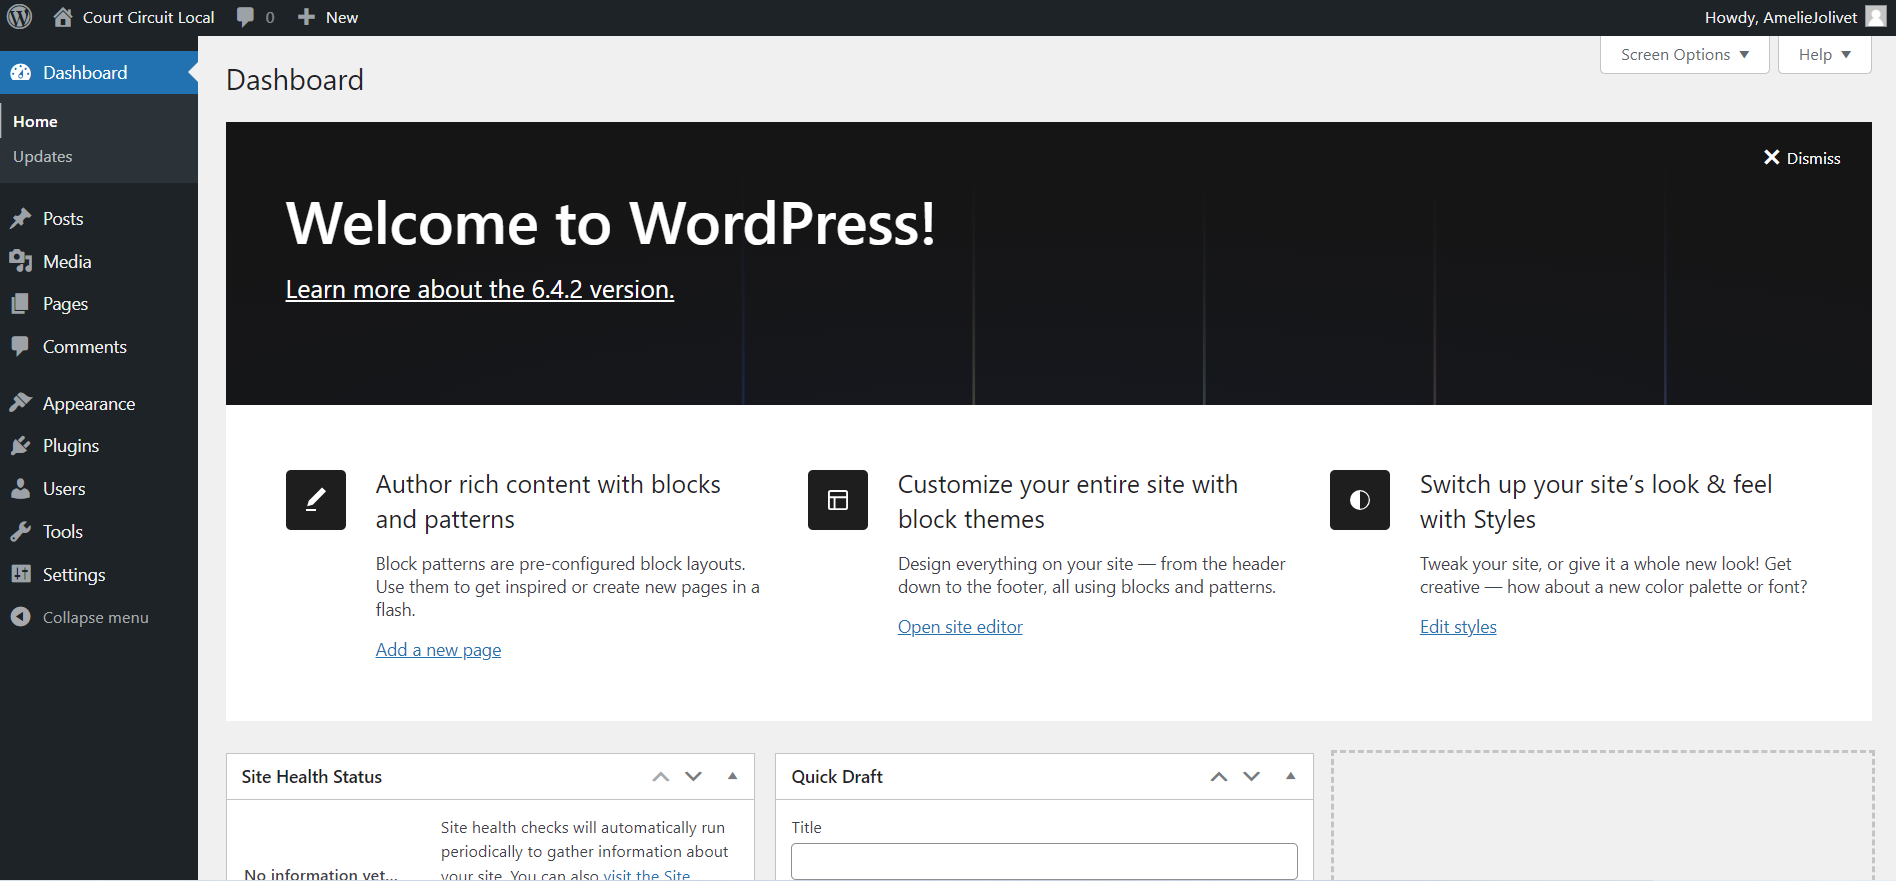 Court Circuit Local
0
New
Howdy, AmelieJolivet
Dashboard
Home
Updates
Posts
Media
Pages
Comments
Appearance
Plugins
Users
Tools
Settings
Collapse menu
Screen Options
Help
Dashboard
Dismiss
Welcome to WordPress!
Learn more about the 6.4.2 version.
Author rich content with blocks
and patterns
Block patterns are pre-configured block layouts.
Use them to get inspired or create new pages in a
flash.
Add a new page
Customize your entire site with
block themes
Design everything on your site — from the header
down to the footer, all using blocks and patterns.
Open site editor
Switch up your site’s look & feel
with Styles
Tweak your site, or give it a whole new look! Get
creative — how about a new color palette or font?
Edit styles
Site Health Status
No information yet...
Site health checks will automatically run
periodically to gather information about
your site. You can also visit the Site
Quick Draft
Title